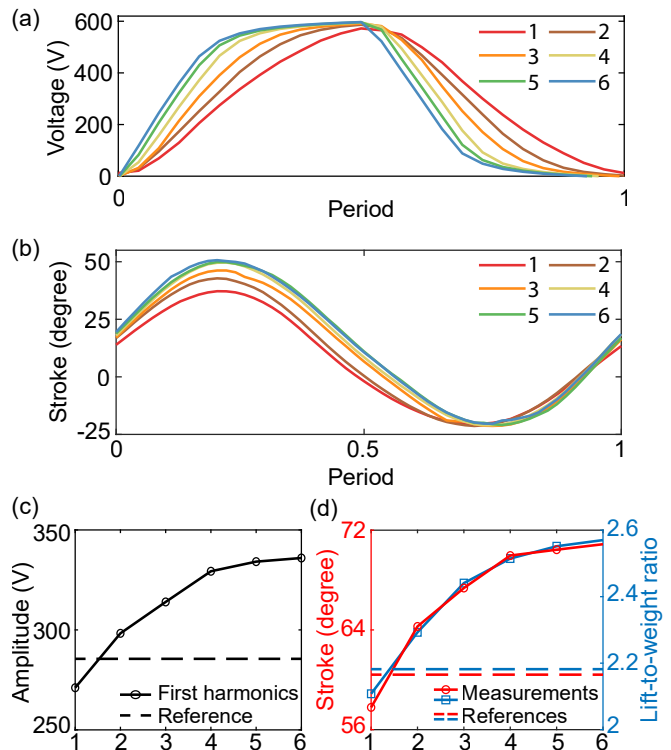 (a)
600
400
200
0
Voltage (V)
1 2
3 4
5 6
0 1
Period
(b)
50
25
0
-25
Stroke (degree)
1 2
3 4
5 6
0 0.5 1
Period
(c)
350
300
250
Amplitude (V)
First harmonics
Reference
1 2 3 4 5 6
(d)
72
64
56
Stroke (degree)
2.6
2.4
2.2
2
Lift-to-weight ratio
Measurements
References
1 2 3 4 5 6